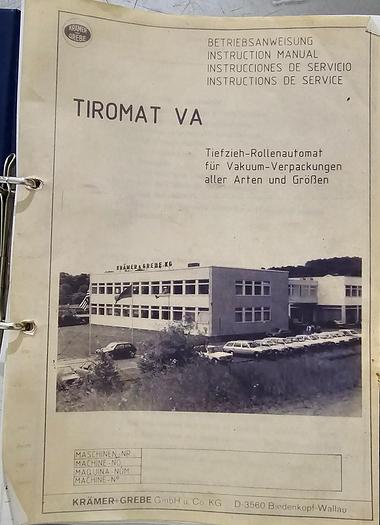 KRÄMER
+
GREBE
BETRIEBSANWEISUNG
INSTRUCTION MANUAL
INSTRUCCIONES DE SERVICIO
INSTRUCTIONS DE SERVICE
TIROMAT VA
Tiefzieh-Rollenautomat
für Vakuum-Verpackungen
aller Arten und Größen
KRÄMER & GREBE KG
MASCHINEN-NR.
MACHINE-NO.
MAQUINA-NUM.
MACHINE-Nº
KRÄMER+GREBE GmbH u. Co. KG D-3560 Biedenkopf-Wallau